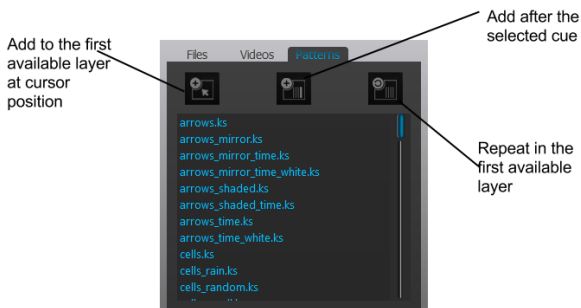 Add after the
selected cue
Add to the first
available layer
at cursor
position
Files Videos Patterns
Repeat in the
first available
layer
arrows.ks
arrows_mirror.ks
arrows_mirror_time.ks
arrows_mirror_time_white.ks
arrows_shaded.ks
arrows_shaded_time.ks
arrows_time.ks
arrows_time_white.ks
cells.ks
cells_rain.ks
cells_random.ks